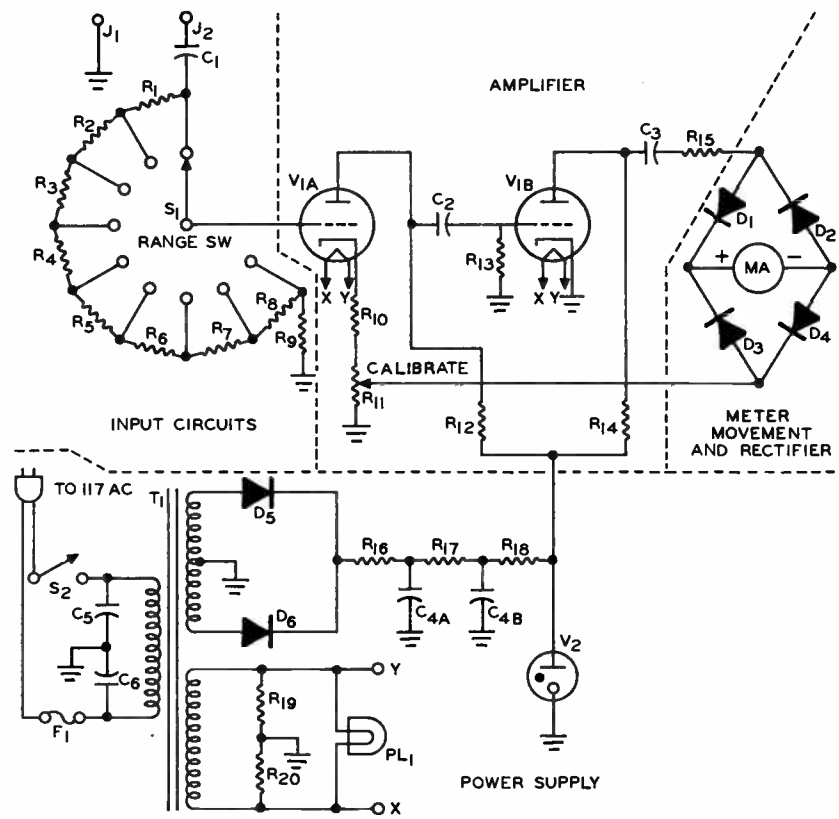 J1
J2
C1
R1
R2
R3
R4
R5
R6
R7
R8
R9
S1
RANGE SW
INPUT CIRCUITS
AMPLIFIER
V1A
X Y
R10
CALIBRATE
R11
C2
R12
R13
V1B
X Y
R14
C3
R15
D1
D2
+ MA −
D3
D4
METER
MOVEMENT
AND RECTIFIER
TO 117 AC
S2
C5
C6
F1
T1
D5
D6
R16
R17
R18
C4A
C4B
V2
Y
R19
R20
PL1
X
POWER SUPPLY